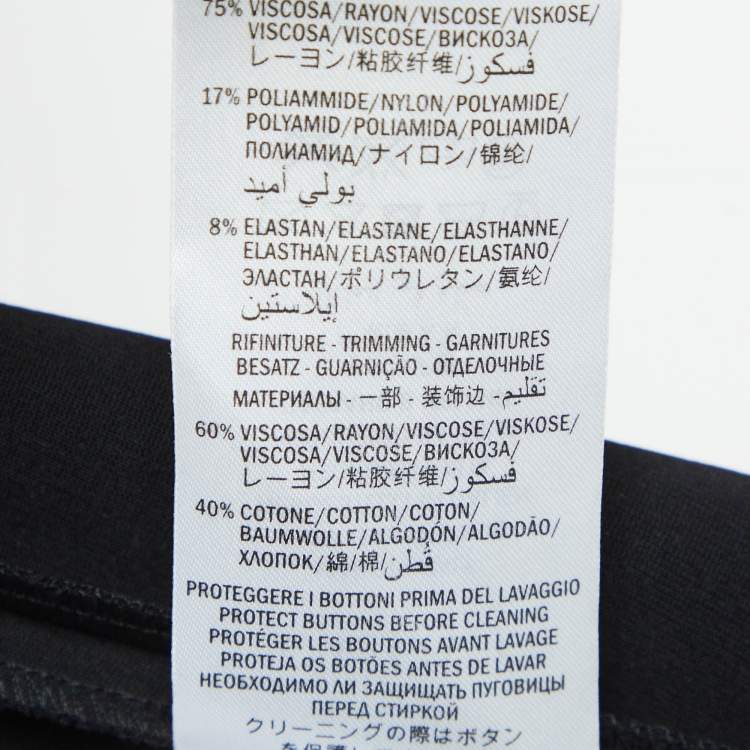 75% VISCOSA/RAYON/VISCOSE/VISKOSE/
VISCOSA/VISCOSE/ВИСКОЗА/
レーヨン/粘胶纤维/فسكوز
17% POLIAMMIDE/NYLON/POLYAMIDE/
POLYAMID/POLIAMIDA/POLIAMIDA/
ПОЛИАМИД/ナイロン/锦纶/
بولي أميد
8% ELASTAN/ELASTANE/ELASTHANNE/
ELASTHAN/ELASTANO/ELASTANO/
ЭЛАСТАН/ポリウレタン/氨纶/
إيلاستين
RIFINITURE - TRIMMING - GARNITURES
BESATZ - GUARNIÇÃO - ОТДЕЛОЧНЫЕ
МАТЕРИАЛЫ - 一部 - 装饰边 - تقليم
60% VISCOSA/RAYON/VISCOSE/VISKOSE/
VISCOSA/VISCOSE/ВИСКОЗА/
レーヨン/粘胶纤维/فسكوز
40% COTONE/COTTON/COTON/
BAUMWOLLE/ALGODÓN/ALGODÃO/
ХЛОПОК/綿/棉/قُطن
PROTEGGERE I BOTTONI PRIMA DEL LAVAGGIO
PROTECT BUTTONS BEFORE CLEANING
PROTÉGER LES BOUTONS AVANT LAVAGE
PROTEJA OS BOTÕES ANTES DE LAVAR
НЕОБХОДИМО ЛИ ЗАЩИЩАТЬ ПУГОВИЦЫ
ПЕРЕД СТИРКОЙ
クリーニングの際はボタン
を保護し